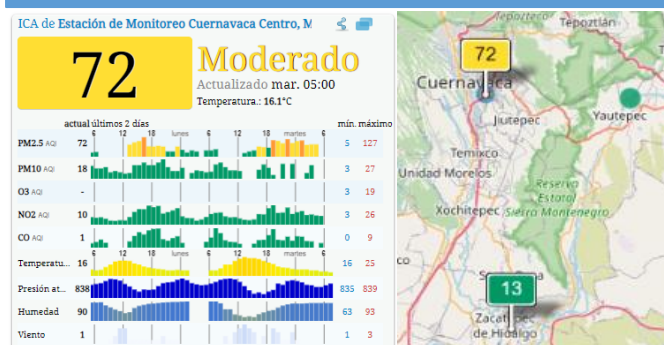 ICA de Estación de Monitoreo Cuernavaca Centro, M
72
Moderado
Actualizado mar. 05:00
Temperatura.: 16.1°C
actual últimos 2 días mín. máximo
6 12 18 lunes 6 12 18 martes 6
PM2.5 AQI 72 5 127
PM10 AQI 18 3 27
O3 AQI - 3 19
NO2 AQI 10 3 26
CO AQI 1 0 9
6 12 18 lunes 6 12 18 martes 6
Temperatu... 16 16 25
Presión at... 838 835 839
Humedad 90 63 93
Viento 1 1 3
Tepoztlán
72
Cuernavaca
Jiutepec
Yautepec
Temixco
Unidad Morelos
Reserva
Estatal
Sierra Montenegro
Xochitepec
13
de Hidalgo